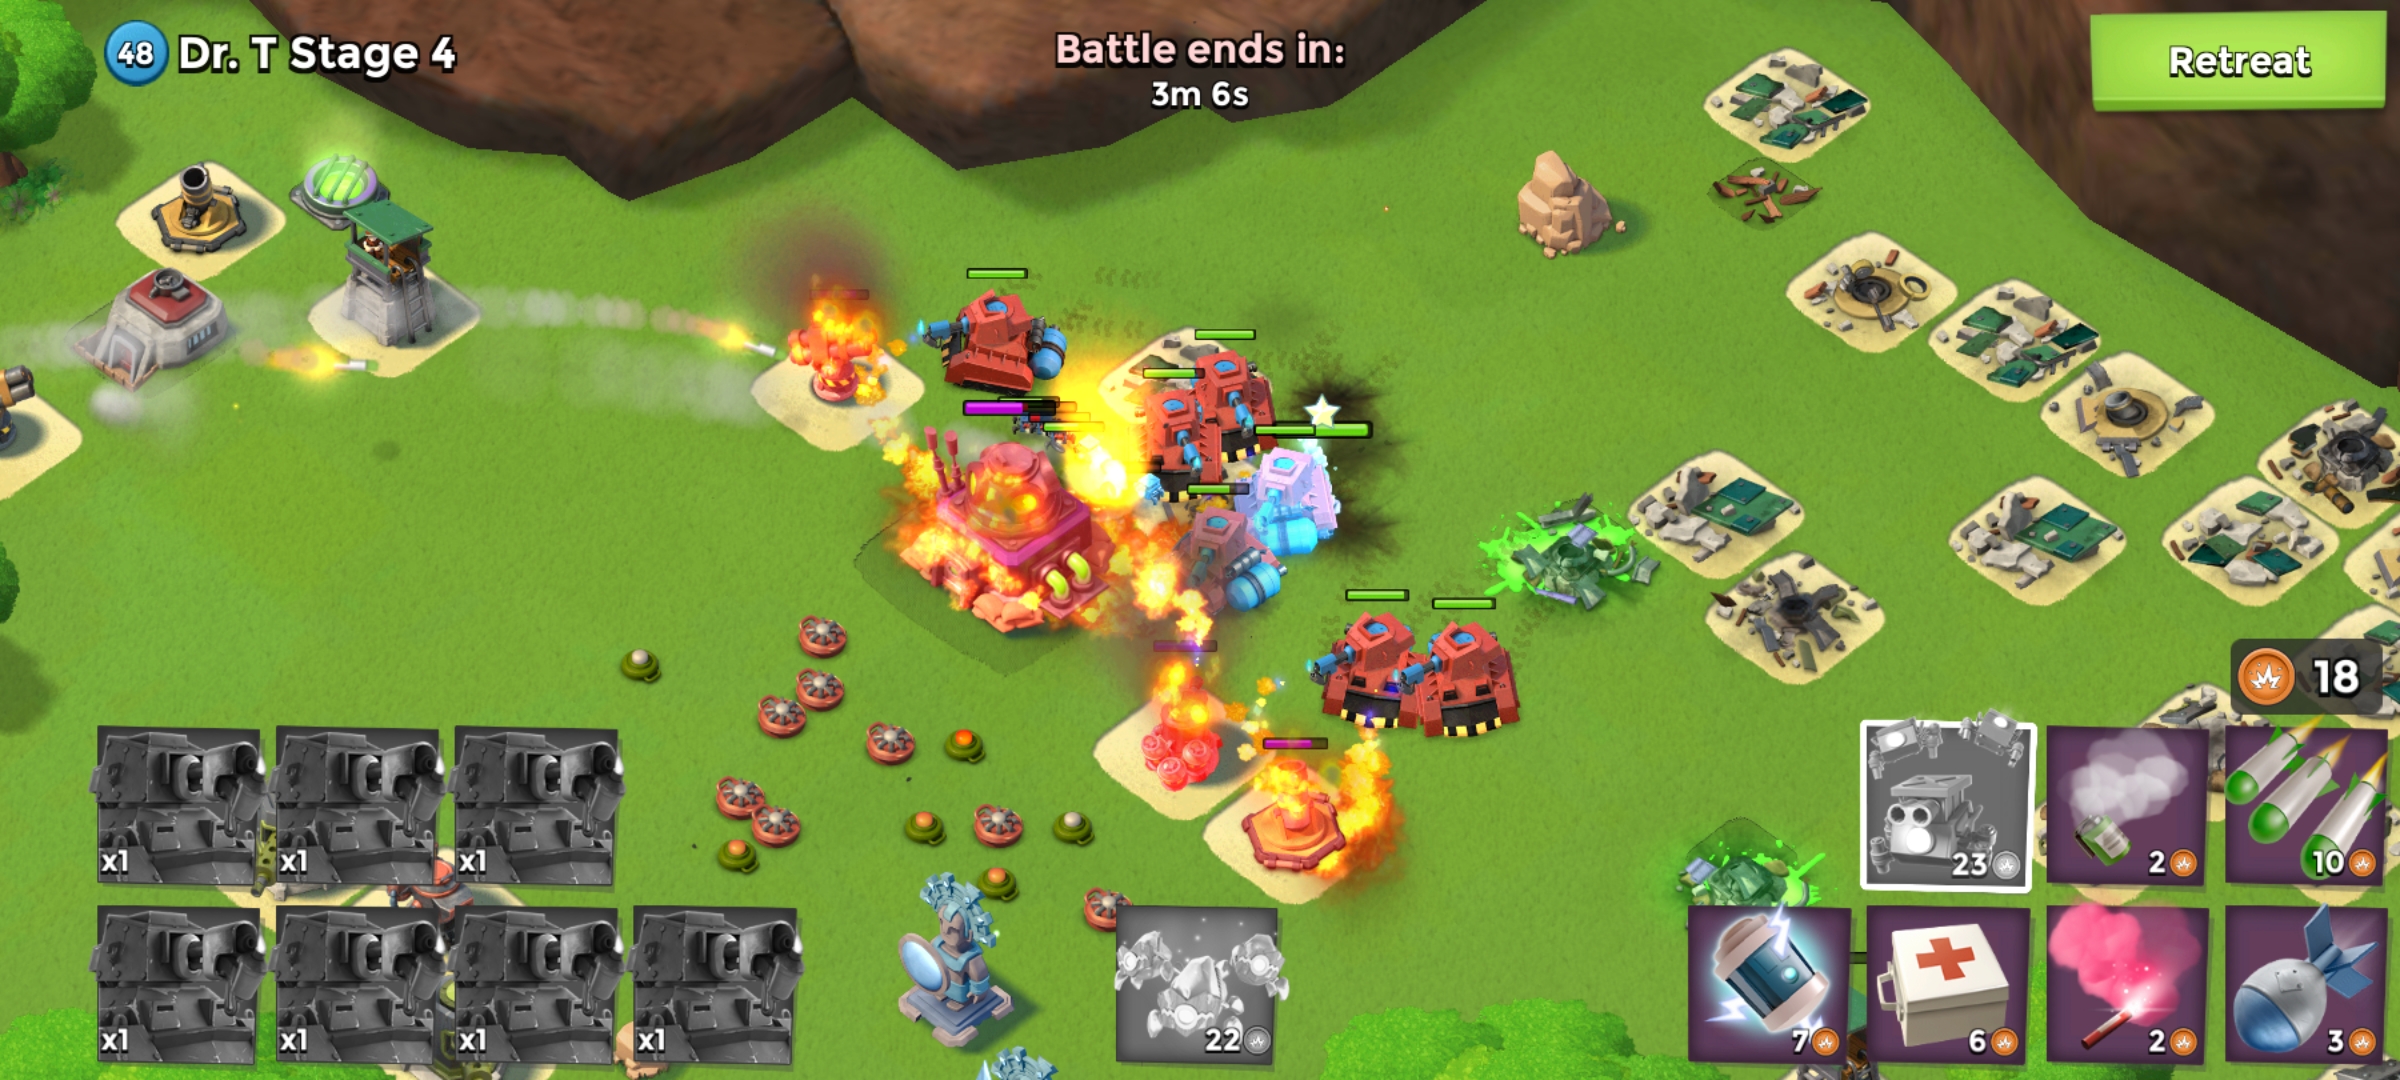 48 Dr. T Stage 4
Battle ends in:
3m 6s
Retreat
18
x1 x1 x1
23 2 10
x1 x1 x1 x1
22 7 6 2 3